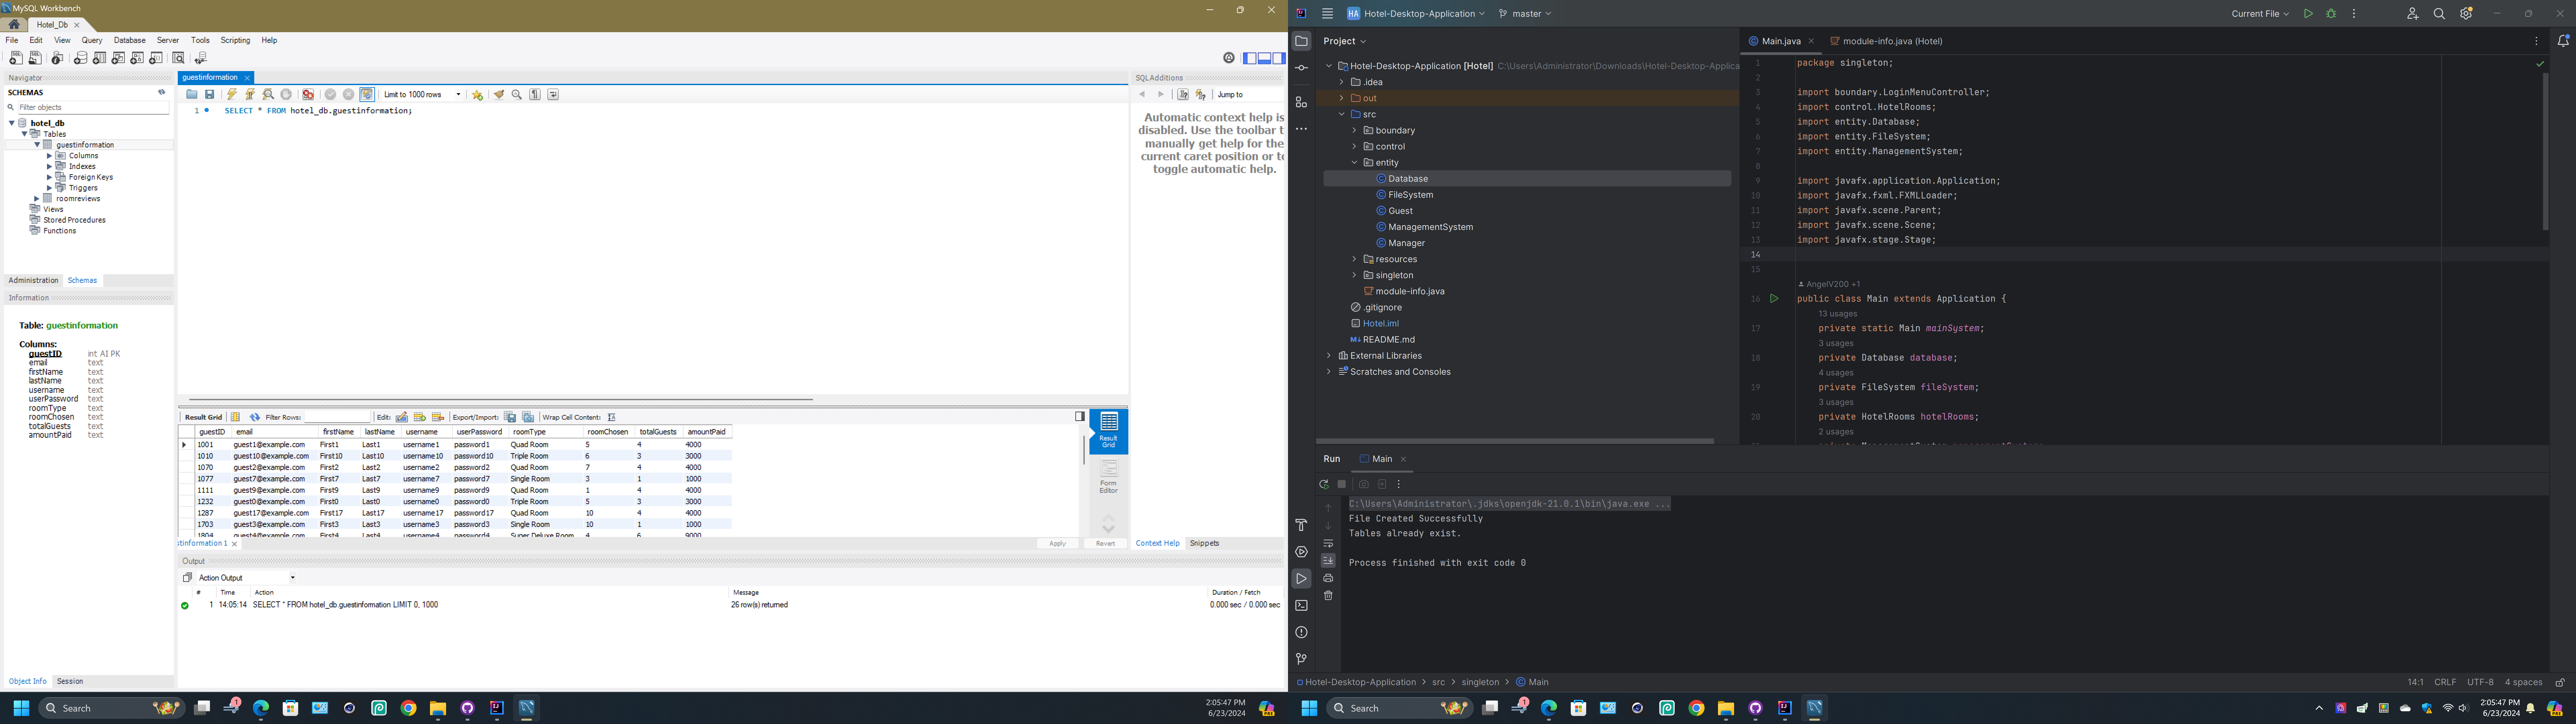 MySQL Workbench
Hotel_Db
File Edit View Query Database Server Tools Scripting Help
Navigator
SCHEMAS
Filter objects
hotel_db
Tables
guestinformation
Columns
Indexes
Foreign Keys
Triggers
roomreviews
Views
Stored Procedures
Functions
Administration Schemas
Information
Table: guestinformation
Columns:
guestID int AI PK
email text
firstName text
lastName text
username text
userPassword text
roomType text
roomChosen text
totalGuests text
amountPaid text
Object Info Session
guestinformation
Limit to 1000 rows
1 SELECT * FROM hotel_db.guestinformation;
SQLAdditions
Jump to
Automatic context help is
disabled. Use the toolbar t
manually get help for the
current caret position or to
toggle automatic help.
Result Grid Filter Rows: Edit: Export/Import: Wrap Cell Content:
guestID email firstName lastName username userPassword roomType roomChosen totalGuests amountPaid
1001 guest1@example.com First1 Last1 username1 password1 Quad Room 5 4 4000
1010 guest10@example.com First10 Last10 username10 password10 Triple Room 6 3 3000
1070 guest2@example.com First2 Last2 username2 password2 Quad Room 7 4 4000
1077 guest7@example.com First7 Last7 username7 password7 Single Room 3 1 1000
1111 guest9@example.com First9 Last9 username9 password9 Quad Room 1 4 4000
1232 guest0@example.com First0 Last0 username0 password0 Triple Room 5 3 3000
1287 guest17@example.com First17 Last17 username17 password17 Quad Room 10 4 4000
1703 guest3@example.com First3 Last3 username3 password3 Single Room 10 1 1000
1804 guest4@example.com First4 Last4 username4 password4 Super Deluxe Room 4 6 9000
Result Grid
Form Editor
stinformation 1
Apply Revert
Context Help Snippets
Output
Action Output
# Time Action Message Duration / Fetch
1 14:05:14 SELECT * FROM hotel_db.guestinformation LIMIT 0, 1000 26 row(s) returned 0.000 sec / 0.000 sec
Search
2:05:47 PM
6/23/2024
HA Hotel-Desktop-Application master
Current File
Project
Hotel-Desktop-Application [Hotel] C:\Users\Administrator\Downloads\Hotel-Desktop-Applica
.idea
out
src
boundary
control
entity
Database
FileSystem
Guest
ManagementSystem
Manager
resources
singleton
module-info.java
.gitignore
Hotel.iml
README.md
External Libraries
Scratches and Consoles
Main.java module-info.java (Hotel)
1 package singleton;
2
3 import boundary.LoginMenuController;
4 import control.HotelRooms;
5 import entity.Database;
6 import entity.FileSystem;
7 import entity.ManagementSystem;
8
9 import javafx.application.Application;
10 import javafx.fxml.FXMLLoader;
11 import javafx.scene.Parent;
12 import javafx.scene.Scene;
13 import javafx.stage.Stage;
14
15
AngelV200 +1
16 public class Main extends Application {
13 usages
17 private static Main mainSystem;
3 usages
18 private Database database;
4 usages
19 private FileSystem fileSystem;
3 usages
20 private HotelRooms hotelRooms;
2 usages
Run Main
C:\Users\Administrator\.jdks\openjdk-21.0.1\bin\java.exe ...
File Created Successfully
Tables already exist.
Process finished with exit code 0
Hotel-Desktop-Application > src > singleton > Main
14:1 CRLF UTF-8 4 spaces
Search
2:05:47 PM
6/23/2024